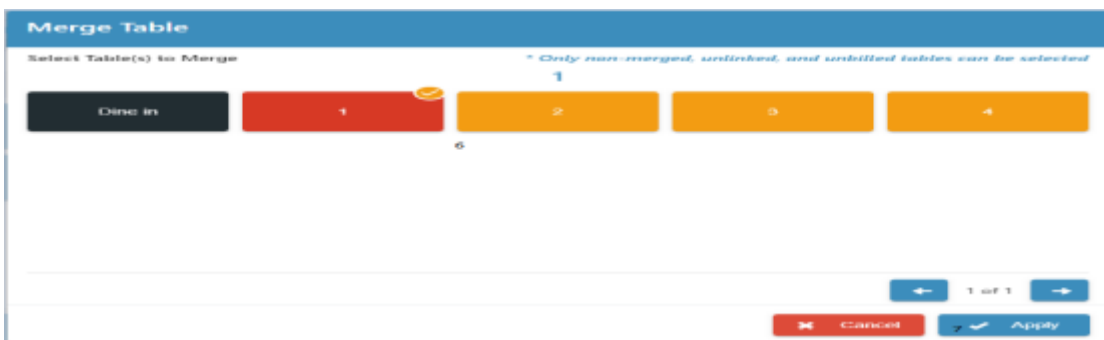 Merge Table
Select Table(s) to Merge
* Only non-merged, unlinked, and unbilled tables can be selected
1
Dine in
1
2
3
4
6
1 of 1
Cancel
7
Apply